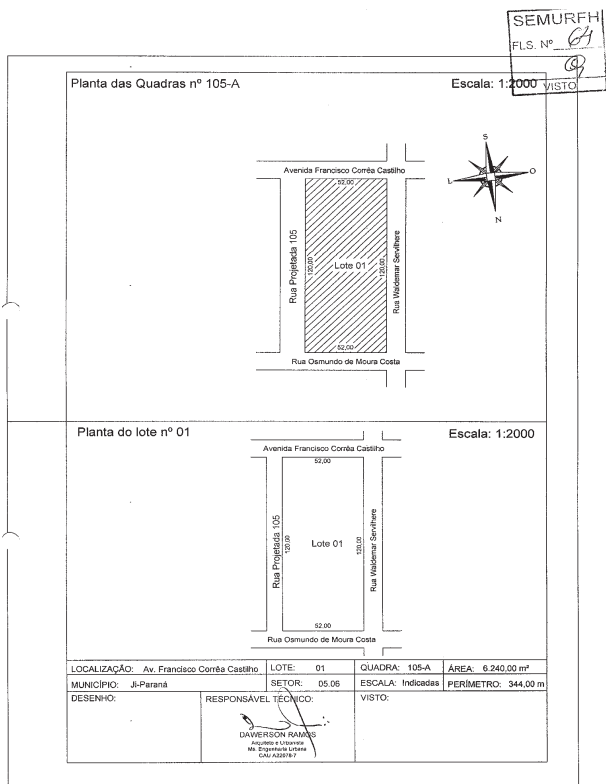 SEMURFH
FLS. Nº 64
VISTO
Planta das Quadras nº 105-A
Escala: 1:2000
S
L
O
N
Avenida Francisco Corrêa Castilho
52,00
Rua Projetada 105
120,00
Lote 01
120,00
Rua Waldemar Servilhere
52,00
Rua Osmundo de Moura Costa
Planta do lote nº 01
Escala: 1:2000
Avenida Francisco Corrêa Castilho
52,00
Rua Projetada 105
120,00
Lote 01
120,00
Rua Waldemar Servilhere
52,00
Rua Osmundo de Moura Costa
LOCALIZAÇÃO: Av. Francisco Corrêa Castilho LOTE: 01 QUADRA: 105-A ÁREA: 6.240,00 m²
MUNICÍPIO: Ji-Paraná SETOR: 05.06 ESCALA: Indicadas PERÍMETRO: 344,00 m
DESENHO: RESPONSÁVEL TÉCNICO: VISTO:
DAWERSON RAMOS
Arquiteto e Urbanista
Ms. Engenharia Urbana
CAU A22078-7